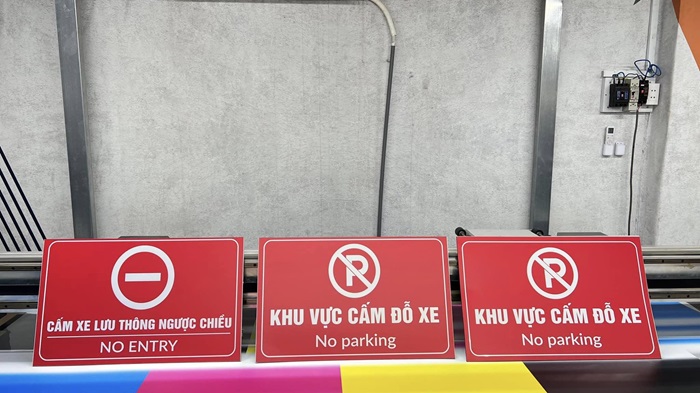 CẤM XE LƯU THÔNG NGƯỢC CHIỀU
NO ENTRY
P
KHU VỰC CẤM ĐỖ XE
No parking
P
KHU VỰC CẤM ĐỖ XE
No parking